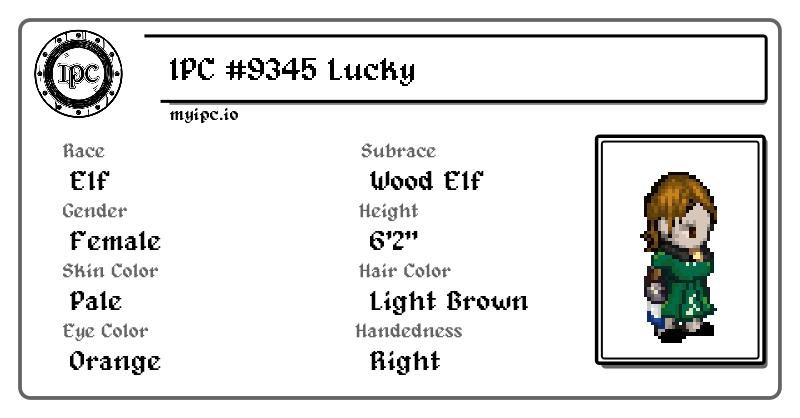 IPC
IPC #9345 Lucky
myipc.io
Race
Elf
Subrace
Wood Elf
Gender
Female
Height
6'2"
Skin Color
Pale
Hair Color
Light Brown
Eye Color
Orange
Handedness
Right